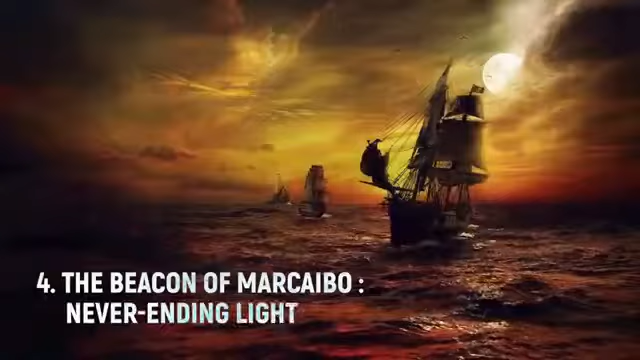 4. THE BEACON OF MARCAIBO :
NEVER-ENDING LIGHT